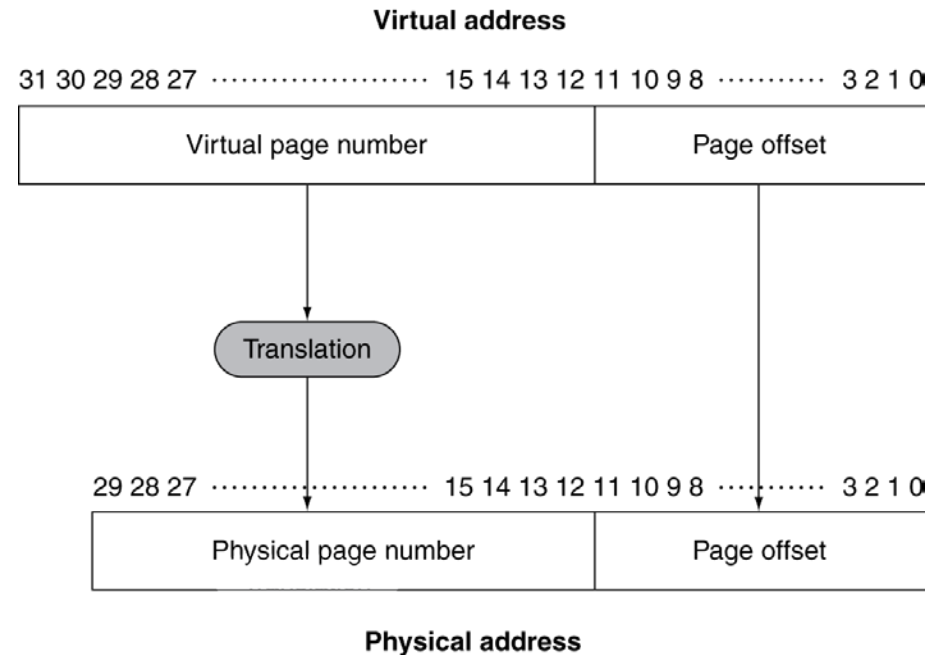 Virtual address
31 30 29 28 27 ······················ 15 14 13 12 11 10 9 8 ··········· 3 2 1 0
Virtual page number Page offset
Translation
29 28 27 ······················ 15 14 13 12 11 10 9 8 ··········· 3 2 1 0
Physical page number Page offset
Physical address